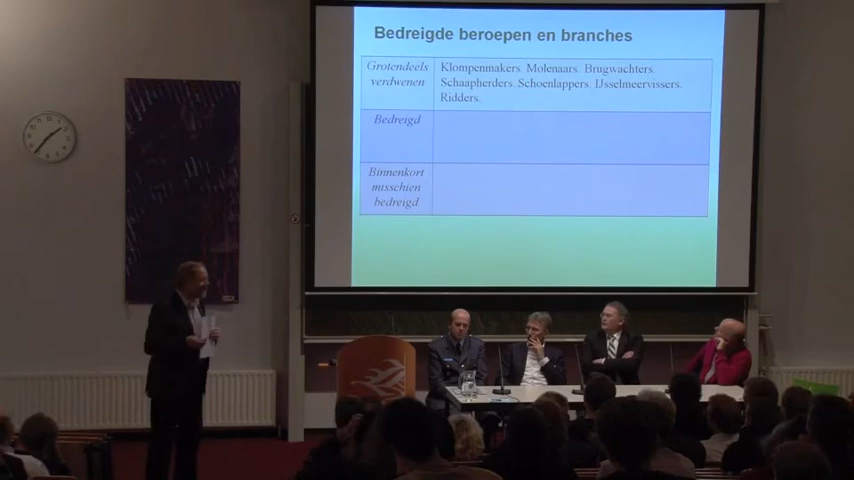 Bedreigde beroepen en branches
Grotendeels
verdwenen
Klompenmakers. Molenaars. Brugwachters.
Schaapherders. Schoenlappers. IJsselmeervissers.
Ridders.
Bedreigd
Binnenkort
misschien
bedreigd